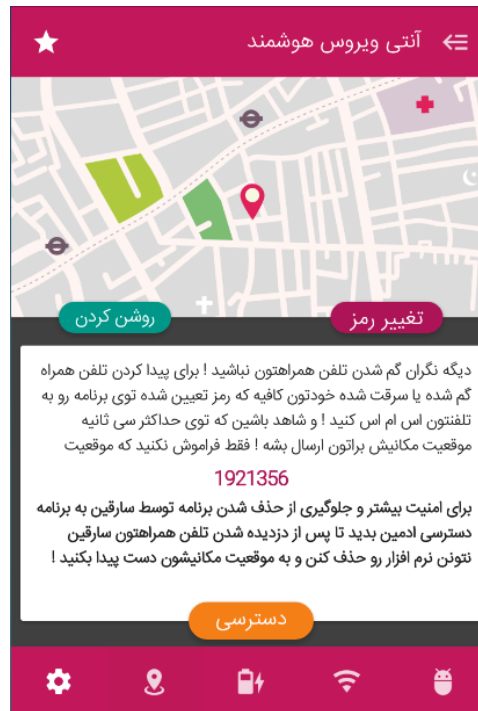 آنتی ویروس هوشمند
تغییر رمز
روشن کردن
دیگه نگران گم شدن تلفن همراهتون نباشید ! برای پیدا کردن تلفن همراه
گم شده یا سرقت شده خودتون کافیه که رمز تعیین شده توی برنامه رو به
تلفنتون اس ام اس کنید ! و شاهد باشین که توی حداکثر سی ثانیه
موقعیت مکانیش براتون ارسال بشه ! فقط فراموش نکنید که موقعیت
1921356
برای امنیت بیشتر و جلوگیری از حذف شدن برنامه توسط سارقین به برنامه
دسترسی ادمین بدید تا پس از دزدیده شدن تلفن همراهتون سارقین
نتونن نرم افزار رو حذف کنن و به موقعیت مکانیشون دست پیدا بکنید !
دسترسی